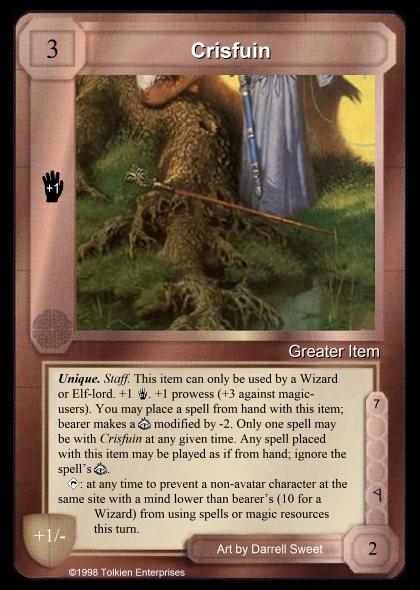 3
Crisfuin
+1
Greater Item
Unique. Staff. This item can only be used by a Wizard
or Elf-lord. +1 . +1 prowess (+3 against magic-
users). You may place a spell from hand with this item;
bearer makes a modified by -2. Only one spell may
be with Crisfuin at any given time. Any spell placed
with this item may be played as if from hand; ignore the
spell's .
: at any time to prevent a non-avatar character at the
same site with a mind lower than bearer's (10 for a
Wizard) from using spells or magic resources
this turn.
7
+1/-
Art by Darrell Sweet
2
©1998 Tolkien Enterprises